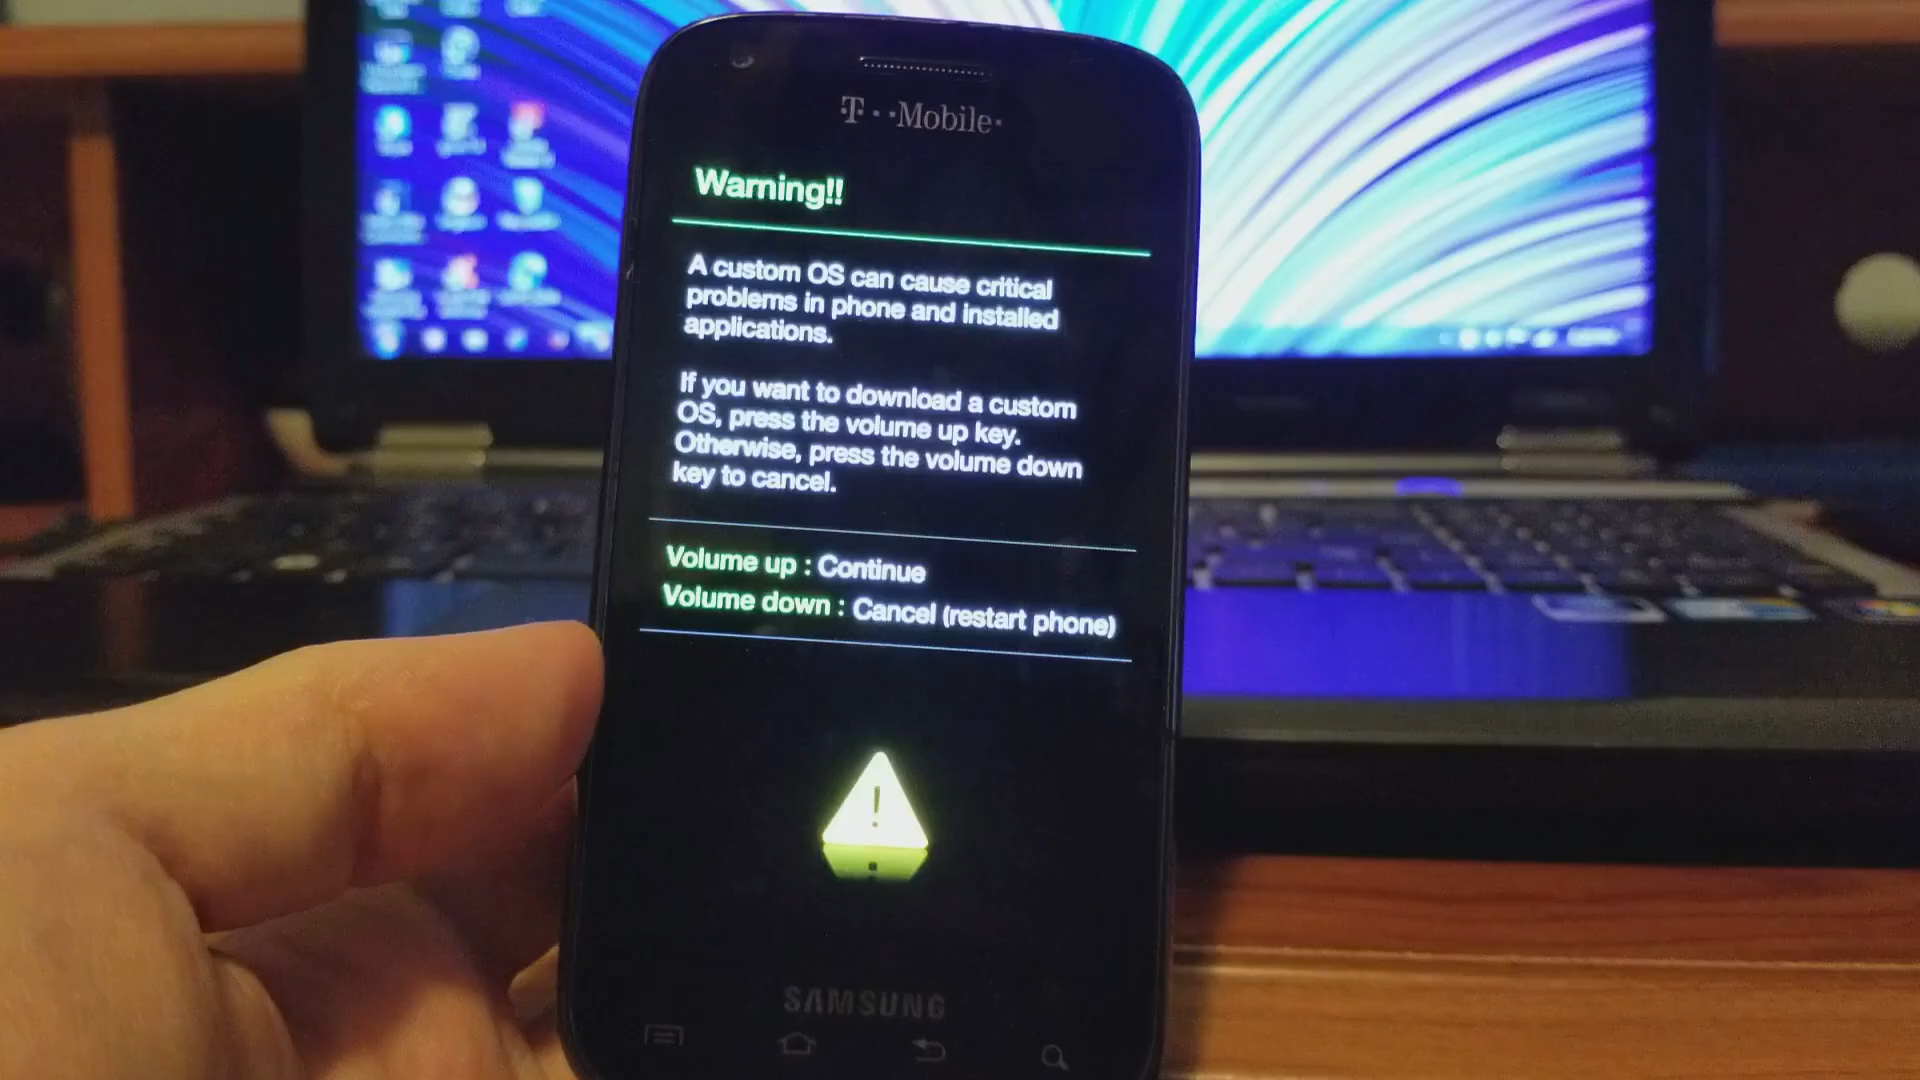 T··Mobile·
Warning!!
A custom OS can cause critical
problems in phone and installed
applications.
If you want to download a custom
OS, press the volume up key.
Otherwise, press the volume down
key to cancel.
Volume up : Continue
Volume down : Cancel (restart phone)
!
SAMSUNG